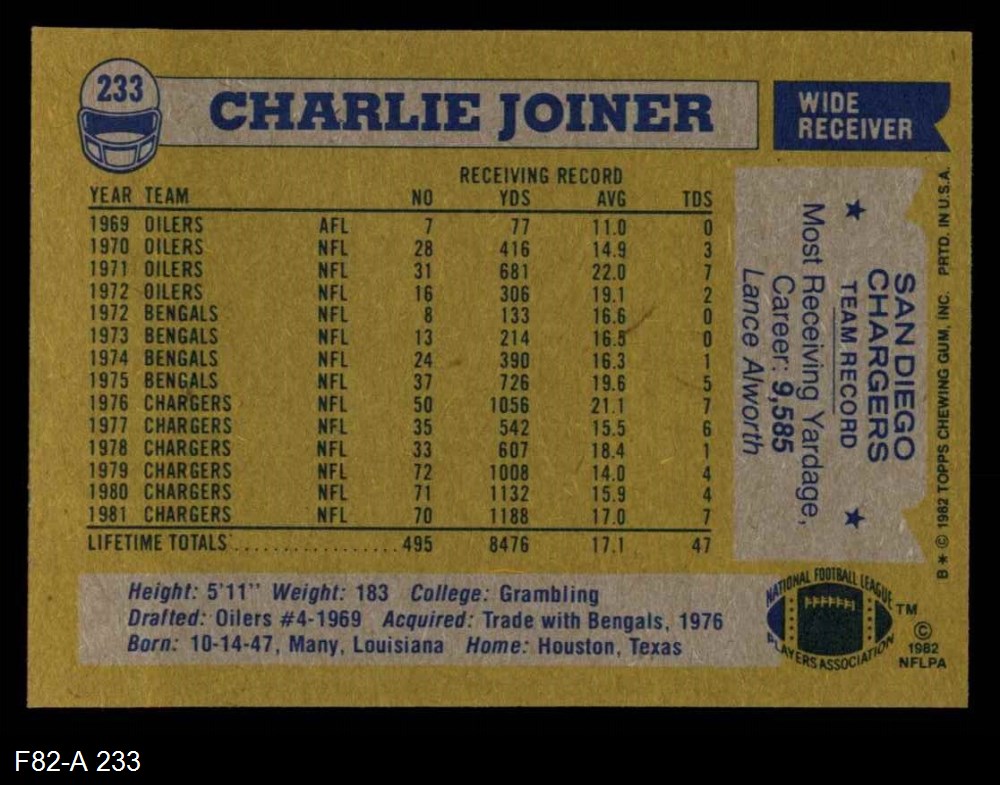 233
CHARLIE JOINER
WIDE
RECEIVER
RECEIVING RECORD
YEAR TEAM NO YDS AVG TDS
1969 OILERS AFL 7 77 11.0 0
1970 OILERS NFL 28 416 14.9 3
1971 OILERS NFL 31 681 22.0 7
1972 OILERS NFL 16 306 19.1 2
1972 BENGALS NFL 8 133 16.6 0
1973 BENGALS NFL 13 214 16.5 0
1974 BENGALS NFL 24 390 16.3 1
1975 BENGALS NFL 37 726 19.6 5
1976 CHARGERS NFL 50 1056 21.1 7
1977 CHARGERS NFL 35 542 15.5 6
1978 CHARGERS NFL 33 607 18.4 1
1979 CHARGERS NFL 72 1008 14.0 4
1980 CHARGERS NFL 71 1132 15.9 4
1981 CHARGERS NFL 70 1188 17.0 7
LIFETIME TOTALS.................495 8476 17.1 47
SAN DIEGO
CHARGERS
★ TEAM RECORD ★
Most Receiving Yardage,
Career: 9,585
Lance Alworth
B✶ © 1982 TOPPS CHEWING GUM, INC. PRTD. IN U.S.A.
Height: 5'11" Weight: 183 College: Grambling
Drafted: Oilers #4-1969 Acquired: Trade with Bengals, 1976
Born: 10-14-47, Many, Louisiana Home: Houston, Texas
NATIONAL FOOTBALL LEAGUE
PLAYERS ASSOCIATION
TM
©
1982
NFLPA
F82-A 233